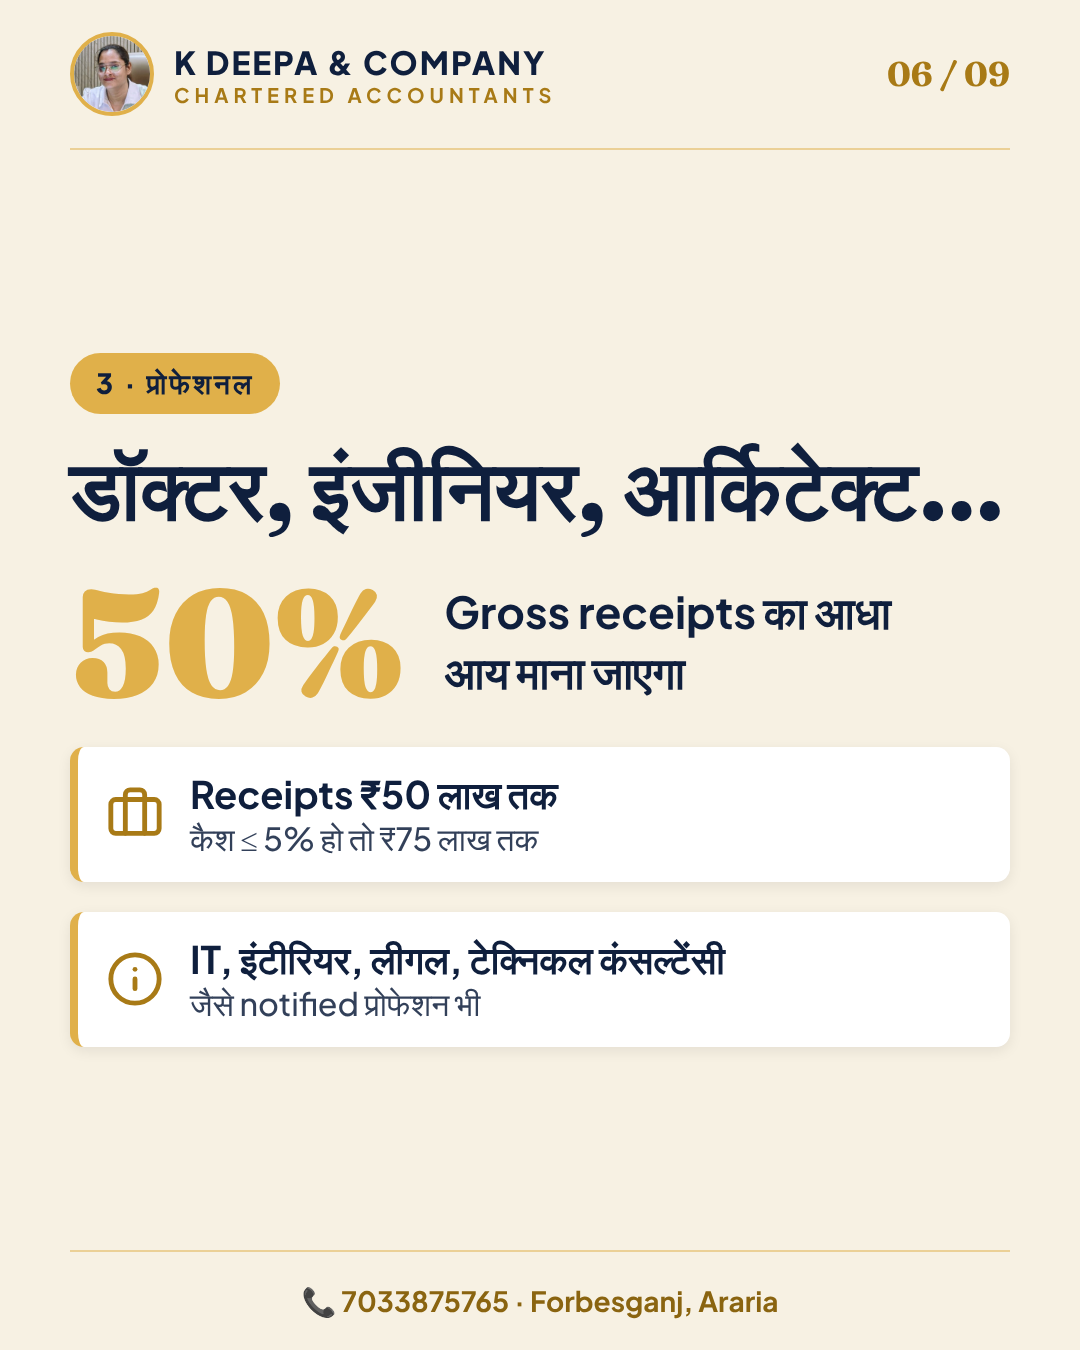 K DEEPA & COMPANY
CHARTERED ACCOUNTANTS
06 / 09
3 · प्रोफेशनल
डॉक्टर, इंजीनियर, आर्किटेक्ट...
50%
Gross receipts का आधा
आय माना जाएगा
Receipts ₹50 लाख तक
कैश ≤ 5% हो तो ₹75 लाख तक
IT, इंटीरियर, लीगल, टेक्निकल कंसल्टेंसी
जैसे notified प्रोफेशन भी
📞 7033875765 · Forbesganj, Araria